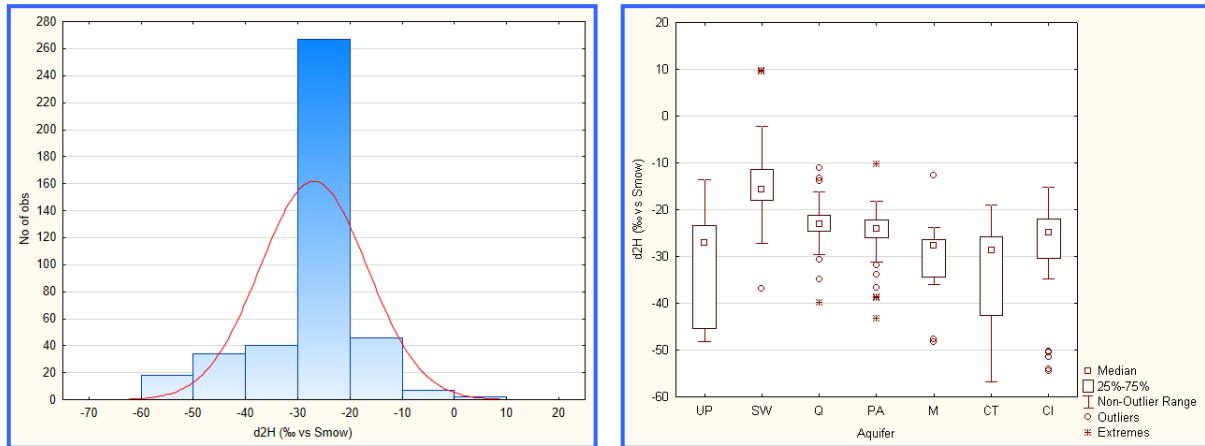 280
260
240
220
200
180
160
140
120
100
80
60
40
20
0
No of obs
-70 -60 -50 -40 -30 -20 -10 0 10 20
d2H (‰ vs Smow)
20
10
0
-10
-20
-30
-40
-50
-60
d2H (‰ vs Smow)
UP SW Q PA M CT CI
Aquifer
Median
25%-75%
Non-Outlier Range
Outliers
Extremes